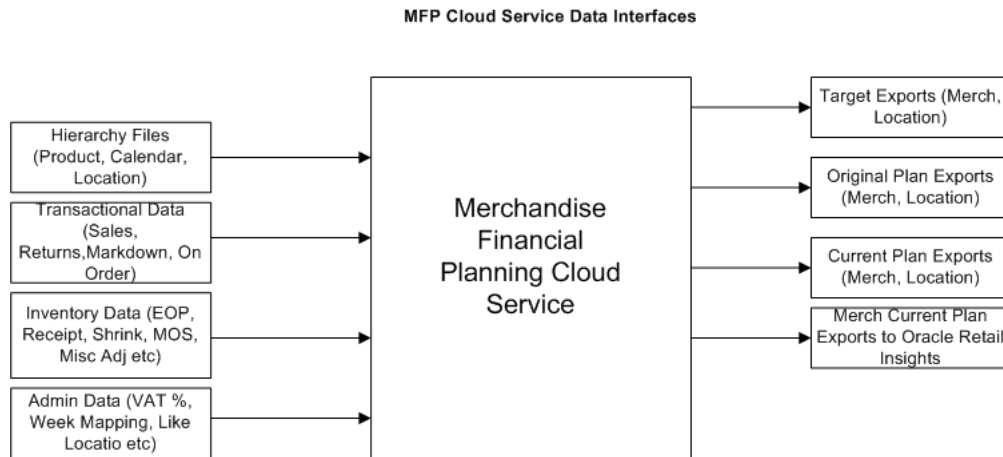 MFP Cloud Service Data Interfaces
Hierarchy Files
(Product, Calendar,
Location)
Transactional Data
(Sales,
Returns,Markdown, On
Order)
Inventory Data (EOP,
Receipt, Shrink, MOS,
Misc Adj etc)
Admin Data (VAT %,
Week Mapping, Like
Locatio etc)
Merchandise
Financial
Planning Cloud
Service
Target Exports (Merch,
Location)
Original Plan Exports
(Merch, Location)
Current Plan Exports
(Merch, Location)
Merch Current Plan
Exports to Oracle Retail
Insights